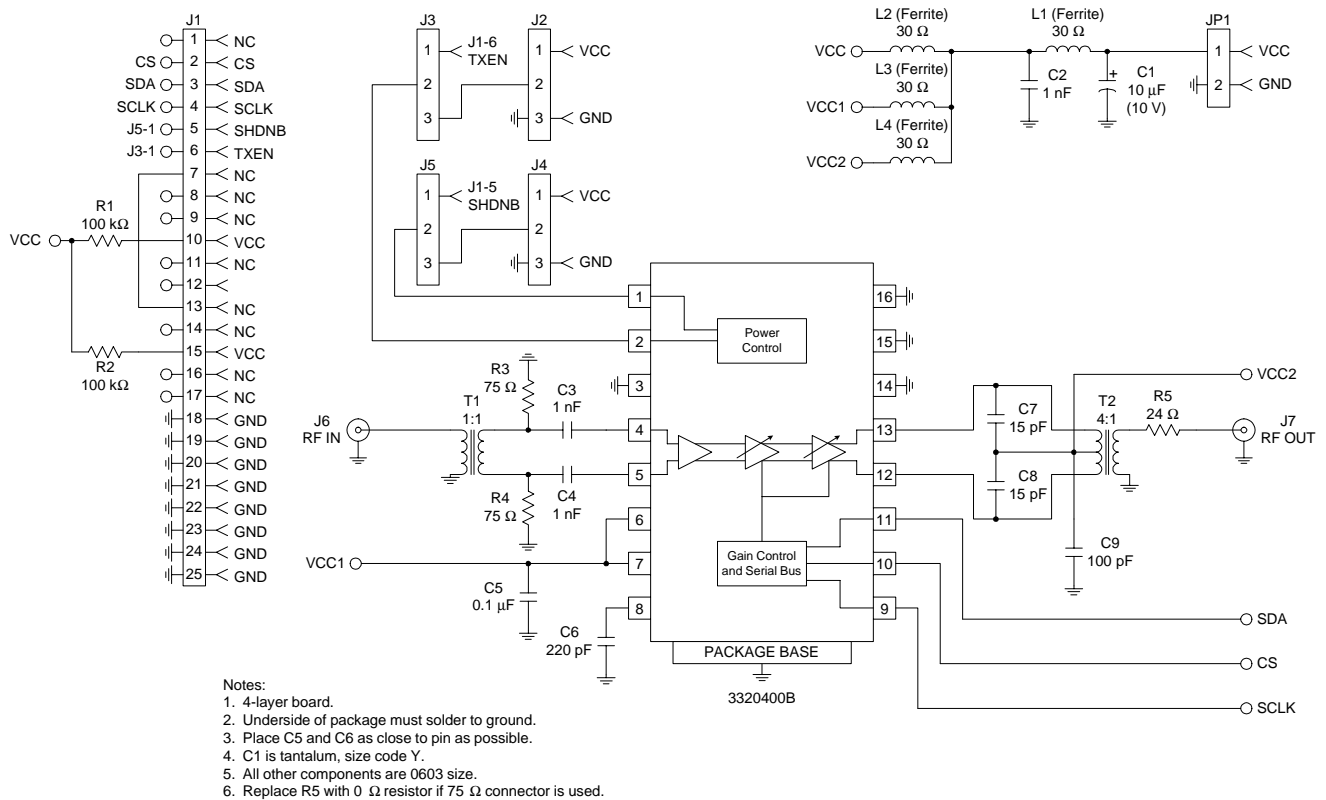 J1
1 NC
CS 2 CS
SDA 3 SDA
SCLK 4 SCLK
J5-1 5 SHDNB
J3-1 6 TXEN
7 NC
8 NC
9 NC
10 VCC
11 NC
12
13 NC
14 NC
15 VCC
16 NC
17 NC
18 GND
19 GND
20 GND
21 GND
22 GND
23 GND
24 GND
25 GND
VCC
R1
100 kΩ
R2
100 kΩ
J3
1 J1-6
TXEN
2
3
J2
1 VCC
2
3 GND
J5
1 J1-5
SHDNB
2
3
J4
1 VCC
2
3 GND
L2 (Ferrite)
30 Ω
VCC
L3 (Ferrite)
30 Ω
VCC1
L4 (Ferrite)
30 Ω
VCC2
L1 (Ferrite)
30 Ω
C2
1 nF
+
C1
10 µF
(10 V)
JP1
1 VCC
2 GND
1
2
3
4
5
6
7
8
16
15
14
13
12
11
10
9
Power
Control
Gain Control
and Serial Bus
PACKAGE BASE
3320400B
J6
RF IN
T1
1:1
R3
75 Ω
C3
1 nF
R4
75 Ω
C4
1 nF
VCC1
C5
0.1 µF
C6
220 pF
C7
15 pF
C8
15 pF
T2
4:1
R5
24 Ω
J7
RF OUT
VCC2
C9
100 pF
SDA
CS
SCLK
Notes:
1. 4-layer board.
2. Underside of package must solder to ground.
3. Place C5 and C6 as close to pin as possible.
4. C1 is tantalum, size code Y.
5. All other components are 0603 size.
6. Replace R5 with 0 Ω resistor if 75 Ω connector is used.